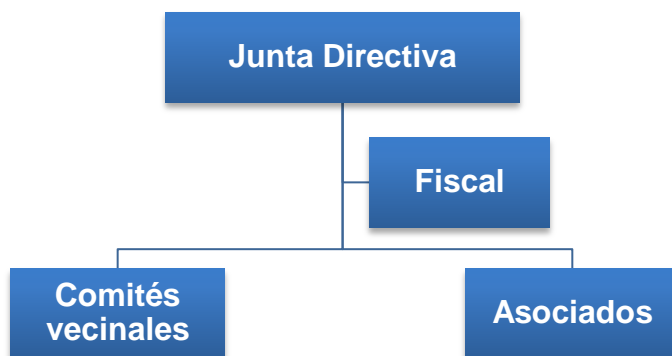 Junta Directiva
Fiscal
Comités
vecinales
Asociados